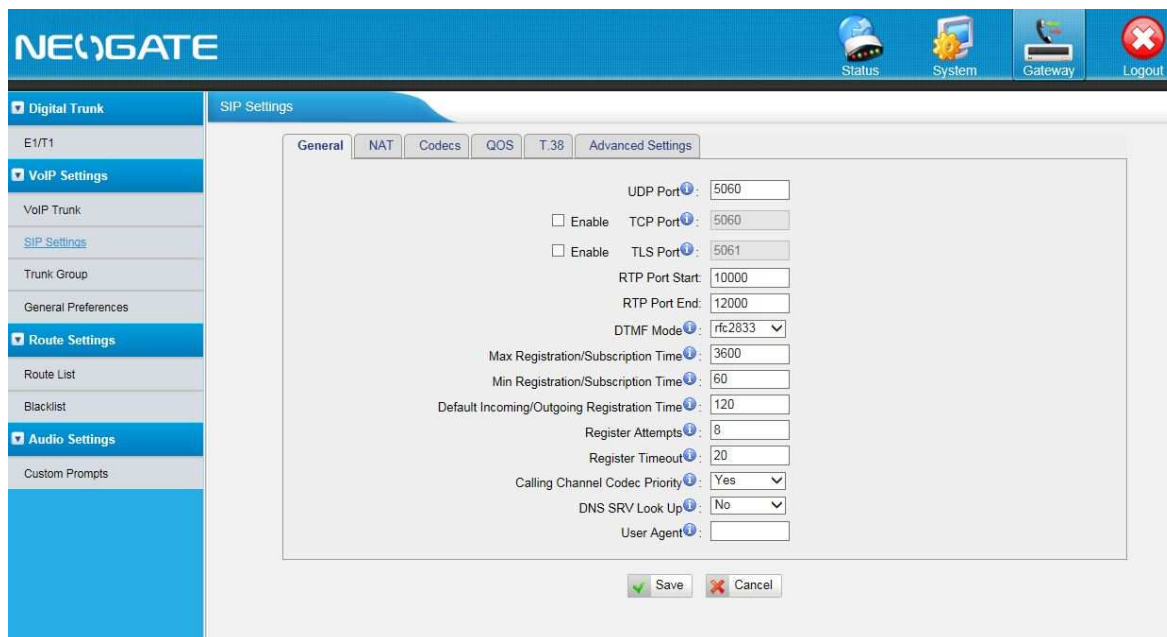 NEOGATE
Status System Gateway Logout
Digital Trunk
E1/T1
VoIP Settings
VoIP Trunk
SIP Settings
Trunk Group
General Preferences
Route Settings
Route List
Blacklist
Audio Settings
Custom Prompts
SIP Settings
General NAT Codecs QOS T.38 Advanced Settings
UDP Port : 5060
Enable TCP Port : 5060
Enable TLS Port : 5061
RTP Port Start: 10000
RTP Port End: 12000
DTMF Mode : rfc2833
Max Registration/Subscription Time : 3600
Min Registration/Subscription Time : 60
Default Incoming/Outgoing Registration Time : 120
Register Attempts : 8
Register Timeout : 20
Calling Channel Codec Priority : Yes
DNS SRV Look Up : No
User Agent :
Save Cancel